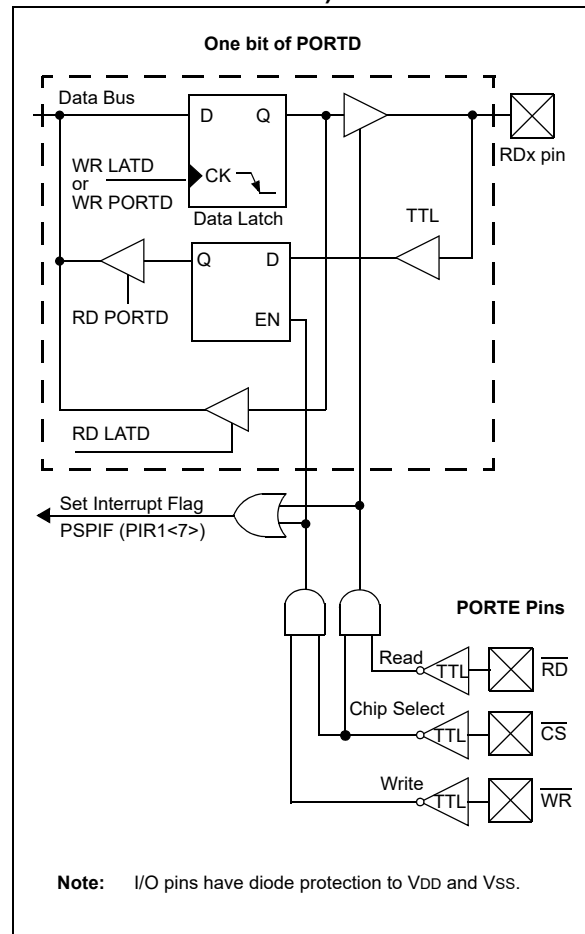 One bit of PORTD
Data Bus
D Q
RDx pin
WR LATD
or
WR PORTD
CK
Data Latch
TTL
Q D
EN
RD PORTD
RD LATD
Set Interrupt Flag
PSPIF (PIR1<7>)
PORTE Pins
Read
TTL
RD
Chip Select
TTL
CS
Write
TTL
WR
Note: I/O pins have diode protection to VDD and VSS.